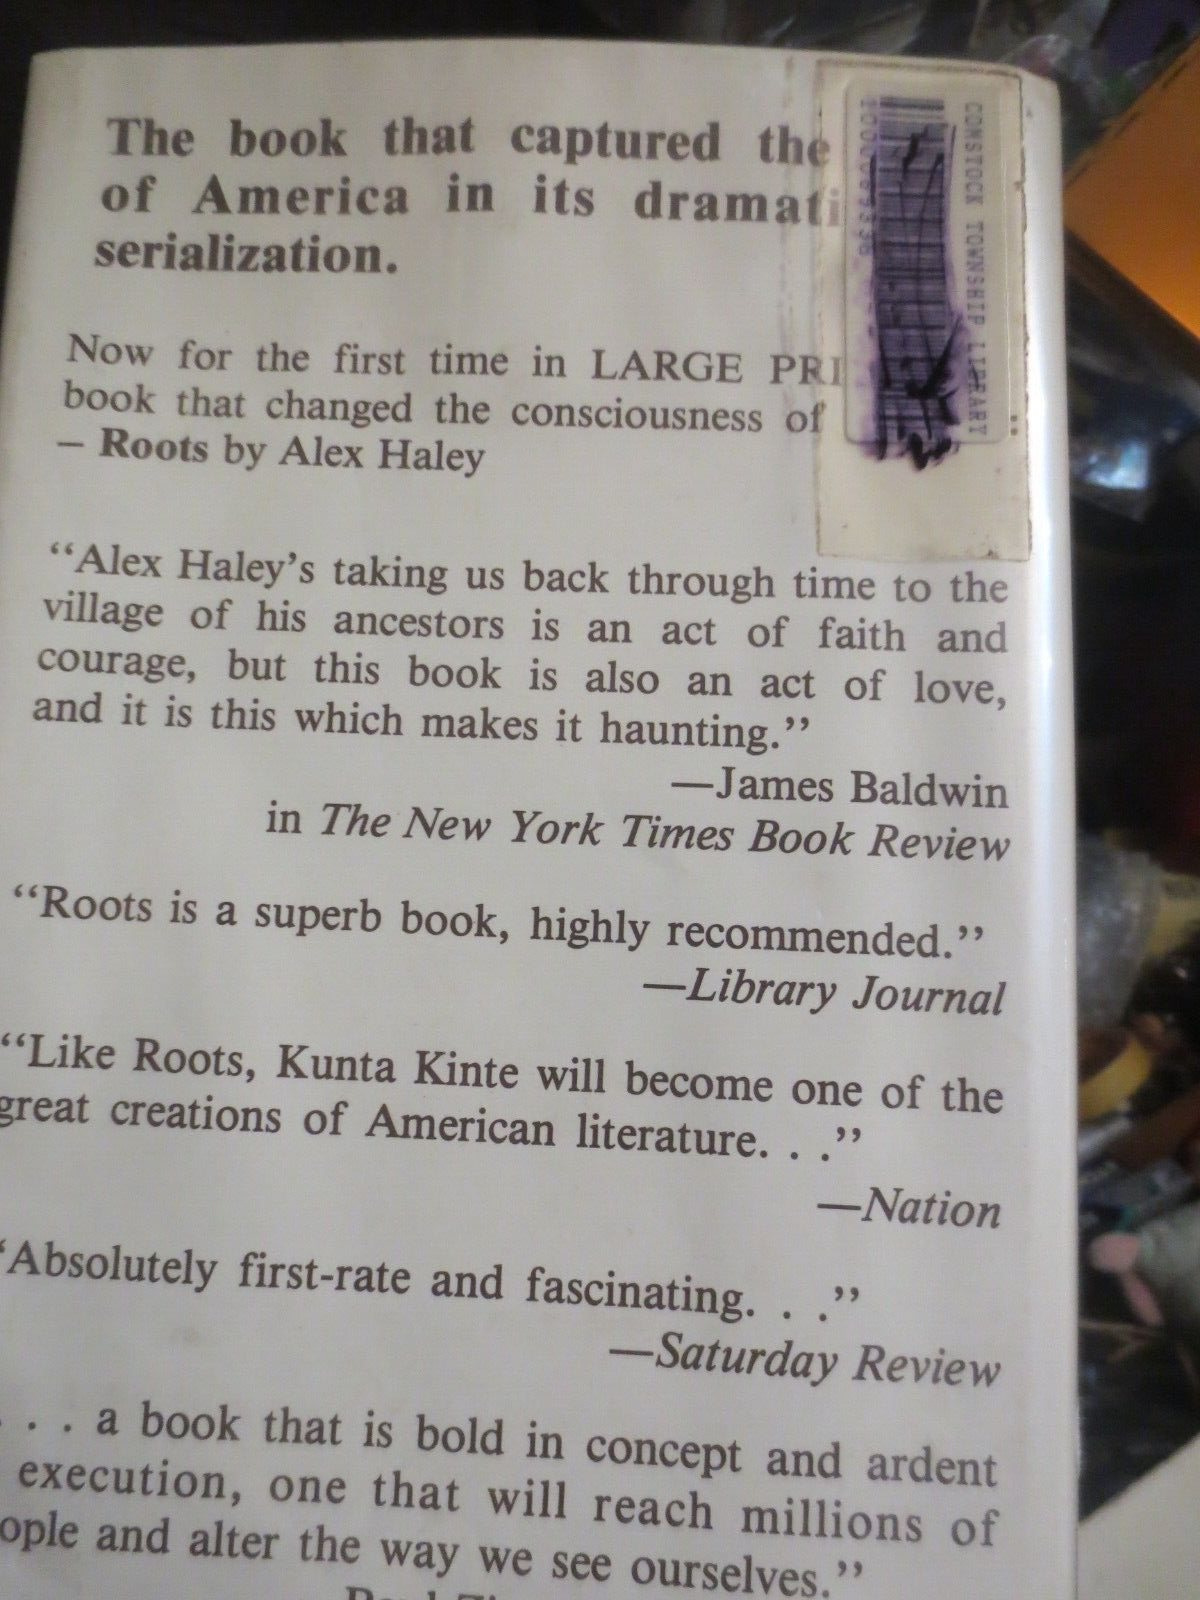 The book that captured the
of America in its dramati
serialization.
Now for the first time in LARGE PRI
book that changed the consciousness of
— Roots by Alex Haley
COMSTOCK TOWNSHIP LIBRARY
“Alex Haley’s taking us back through time to the
village of his ancestors is an act of faith and
courage, but this book is also an act of love,
and it is this which makes it haunting.”
—James Baldwin
in The New York Times Book Review
“Roots is a superb book, highly recommended.”
—Library Journal
“Like Roots, Kunta Kinte will become one of the
great creations of American literature. . .”
—Nation
‘Absolutely first-rate and fascinating. . .”
—Saturday Review
. . . a book that is bold in concept and ardent
execution, one that will reach millions of
ople and alter the way we see ourselves.”